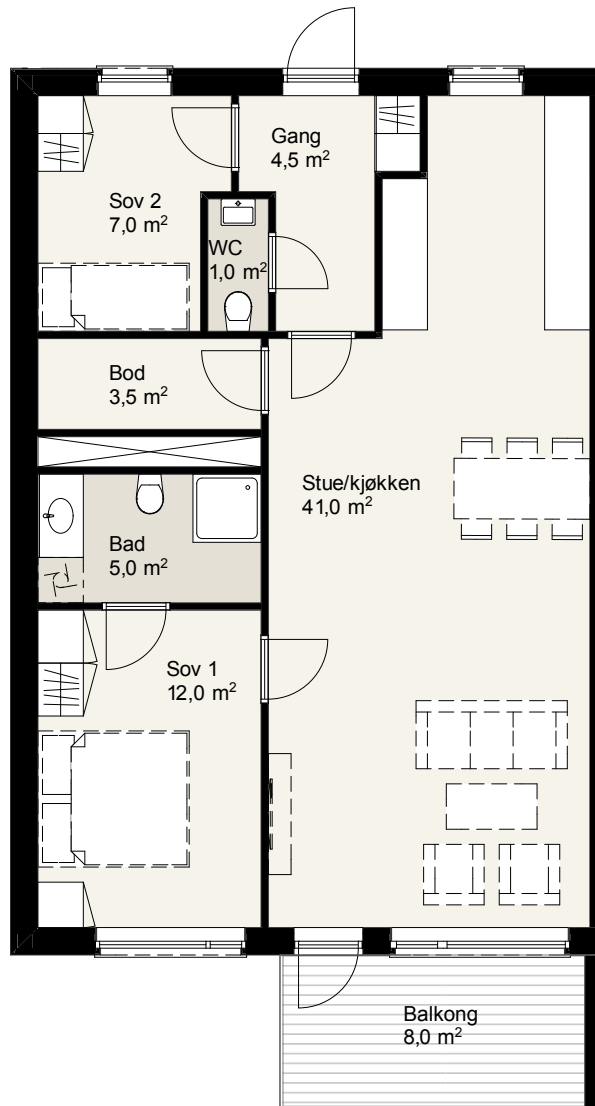 Gang
4,5 m²
Sov 2
7,0 m²
WC
1,0 m²
Bod
3,5 m²
Stue/kjøkken
41,0 m²
Bad
5,0 m²
Sov 1
12,0 m²
Balkong
8,0 m²